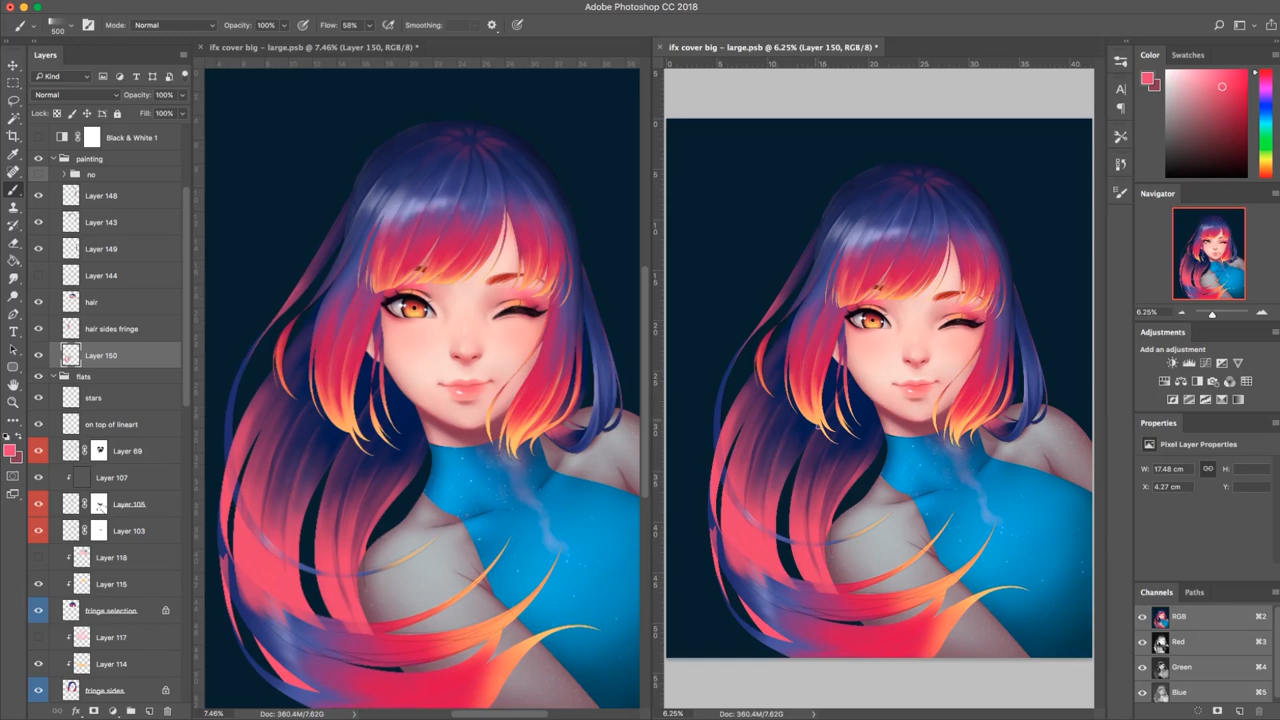 Adobe Photoshop CC 2018
500
Mode: Normal
Opacity: 100%
Flow: 58%
Smoothing:
Layers
ifx cover big – large.psb @ 7.46% (Layer 150, RGB/8) *
ifx cover big – large.psb @ 6.25% (Layer 150, RGB/8) *
Color
Swatches
Kind
Normal
Opacity: 100%
Lock:
Fill: 100%
Black & White 1
painting
no
Layer 148
Layer 143
Layer 149
Layer 144
hair
hair sides fringe
Layer 150
flats
stars
on top of lineart
Layer 69
Layer 107
Layer 105
Layer 103
Layer 118
Layer 115
fringe selection
Layer 117
Layer 114
fringe sides
Navigator
6.25%
Adjustments
Add an adjustment
Properties
Pixel Layer Properties
W: 17.48 cm
H:
X: 4.27 cm
Y:
Channels
Paths
RGB ⌘2
Red ⌘3
Green ⌘4
Blue ⌘5
7.46%
Doc: 360.4M/7.62G
6.25%
Doc: 360.4M/7.62G